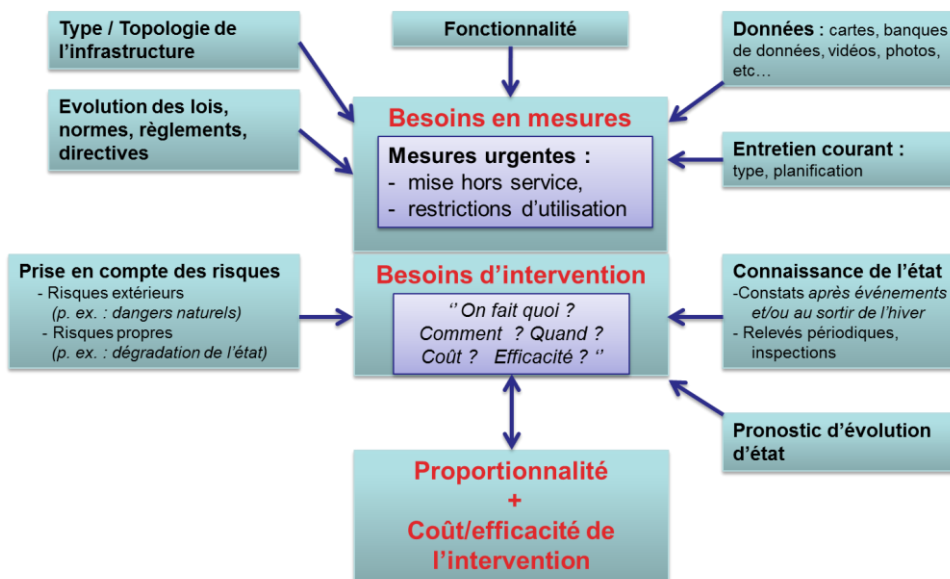 Type / Topologie de
l'infrastructure
Fonctionnalité
Données : cartes, banques
de données, vidéos, photos,
etc…
Evolution des lois,
normes, règlements,
directives
Besoins en mesures
Mesures urgentes :
- mise hors service,
- restrictions d'utilisation
Entretien courant :
type, planification
Prise en compte des risques
- Risques extérieurs
(p. ex. : dangers naturels)
- Risques propres
(p. ex. : dégradation de l'état)
Besoins d'intervention
‘’ On fait quoi ?
Comment ? Quand ?
Coût ? Efficacité ? ‘’
Connaissance de l'état
-Constats après événements
et/ou au sortir de l'hiver
- Relevés périodiques,
inspections
Pronostic d'évolution
d'état
Proportionnalité
+
Coût/efficacité de
l'intervention